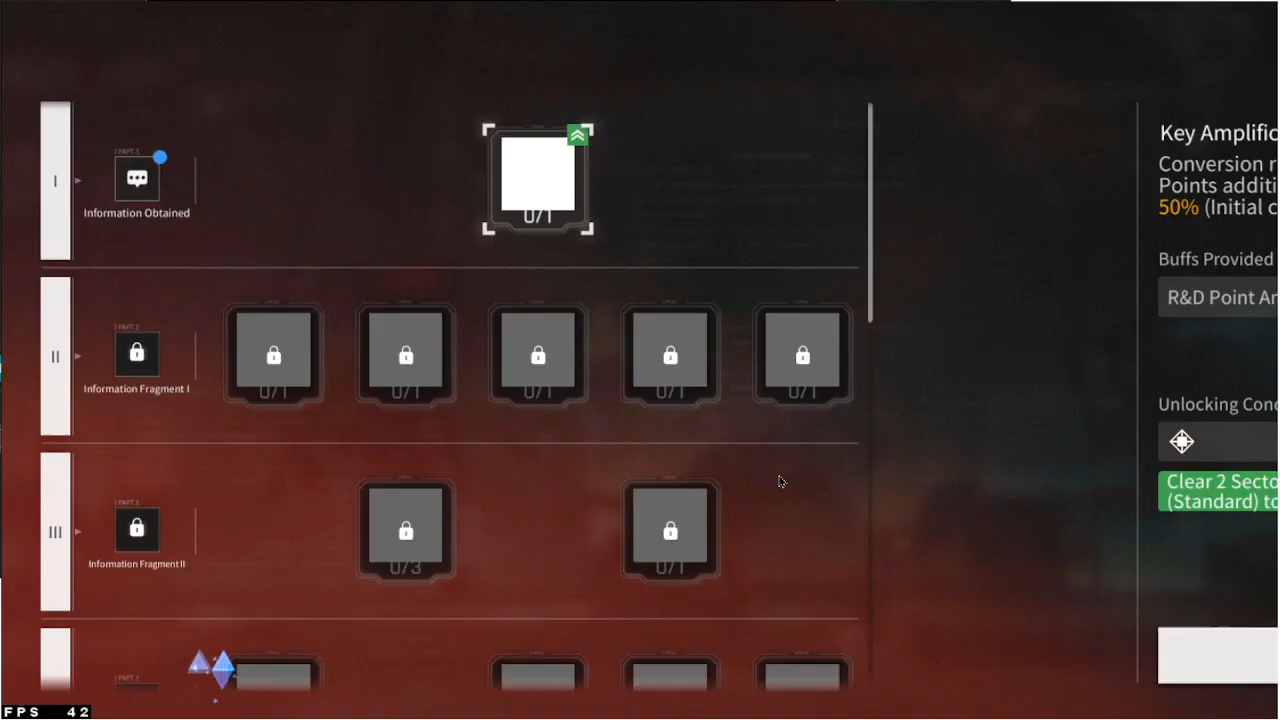 I
Information Obtained
0/1
Key Amplific
Conversion r
Points additi
50% (Initial c
Buffs Provided
R&D Point Ar
II
Information Fragment I
0/1
0/1
0/1
0/1
0/1
Unlocking Conc
Clear 2 Secto
(Standard) to
III
Information Fragment II
0/3
0/1
FPS 42